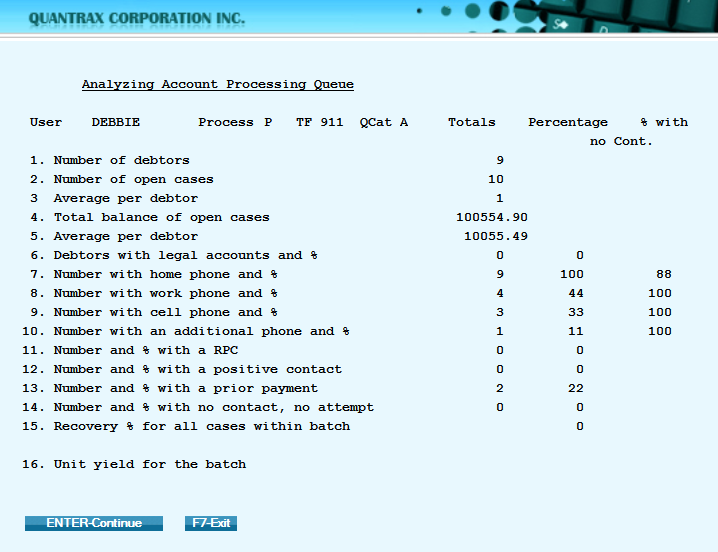 QUANTRAX CORPORATION INC.
Analyzing Account Processing Queue
User DEBBIE Process P TF 911 QCat A Totals Percentage % with
no Cont.
1. Number of debtors 9
2. Number of open cases 10
3 Average per debtor 1
4. Total balance of open cases 100554.90
5. Average per debtor 10055.49
6. Debtors with legal accounts and % 0 0
7. Number with home phone and % 9 100 88
8. Number with work phone and % 4 44 100
9. Number with cell phone and % 3 33 100
10. Number with an additional phone and % 1 11 100
11. Number and % with a RPC 0 0
12. Number and % with a positive contact 0 0
13. Number and % with a prior payment 2 22
14. Number and % with no contact, no attempt 0 0
15. Recovery % for all cases within batch 0
16. Unit yield for the batch
ENTER-Continue F7-Exit